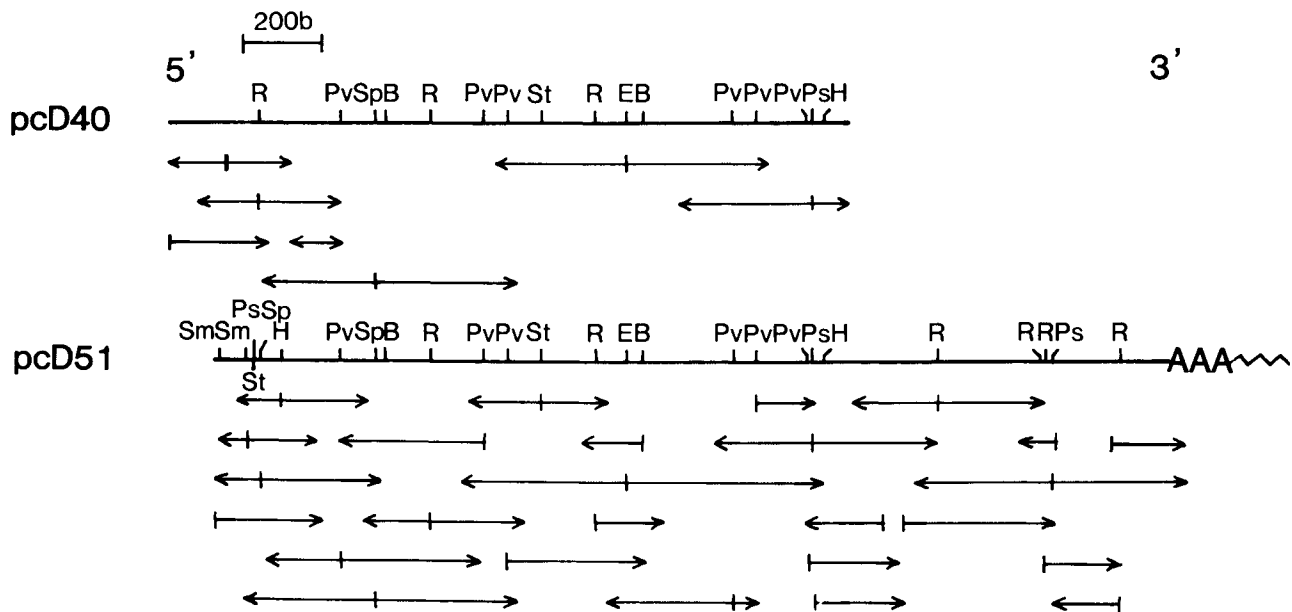 200b
5' 3'
R PvSpB R PvPv St R EB PvPvPvPsH
pcD40
PsSp
SmSm H PvSpB R PvPv St R EB PvPvPvPsH R RRPs R
pcD51 AAA
St